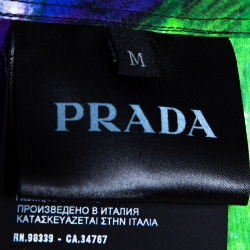 M
PRADA
ПРОИЗВЕДЕНО В ИТАЛИЯ
ΚΑΤΑΣΚΕΥΑΖΕΤΑΙ ΣΤΗΝ ΙΤΑΛΙΑ
RN.98339 - CA.34767